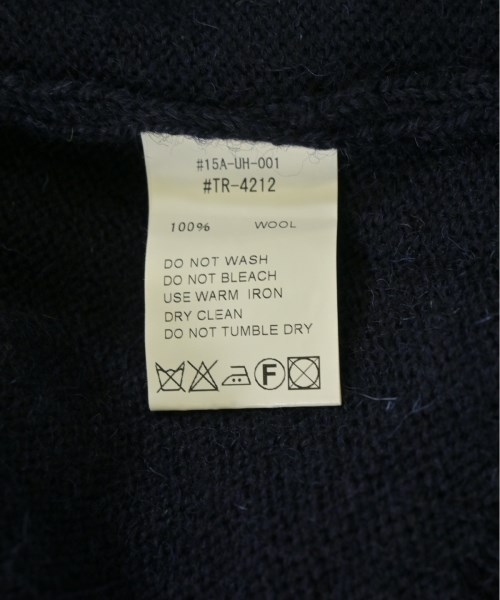 #15A-UH-001
#TR-4212
100% WOOL
DO NOT WASH
DO NOT BLEACH
USE WARM IRON
DRY CLEAN
DO NOT TUMBLE DRY
F